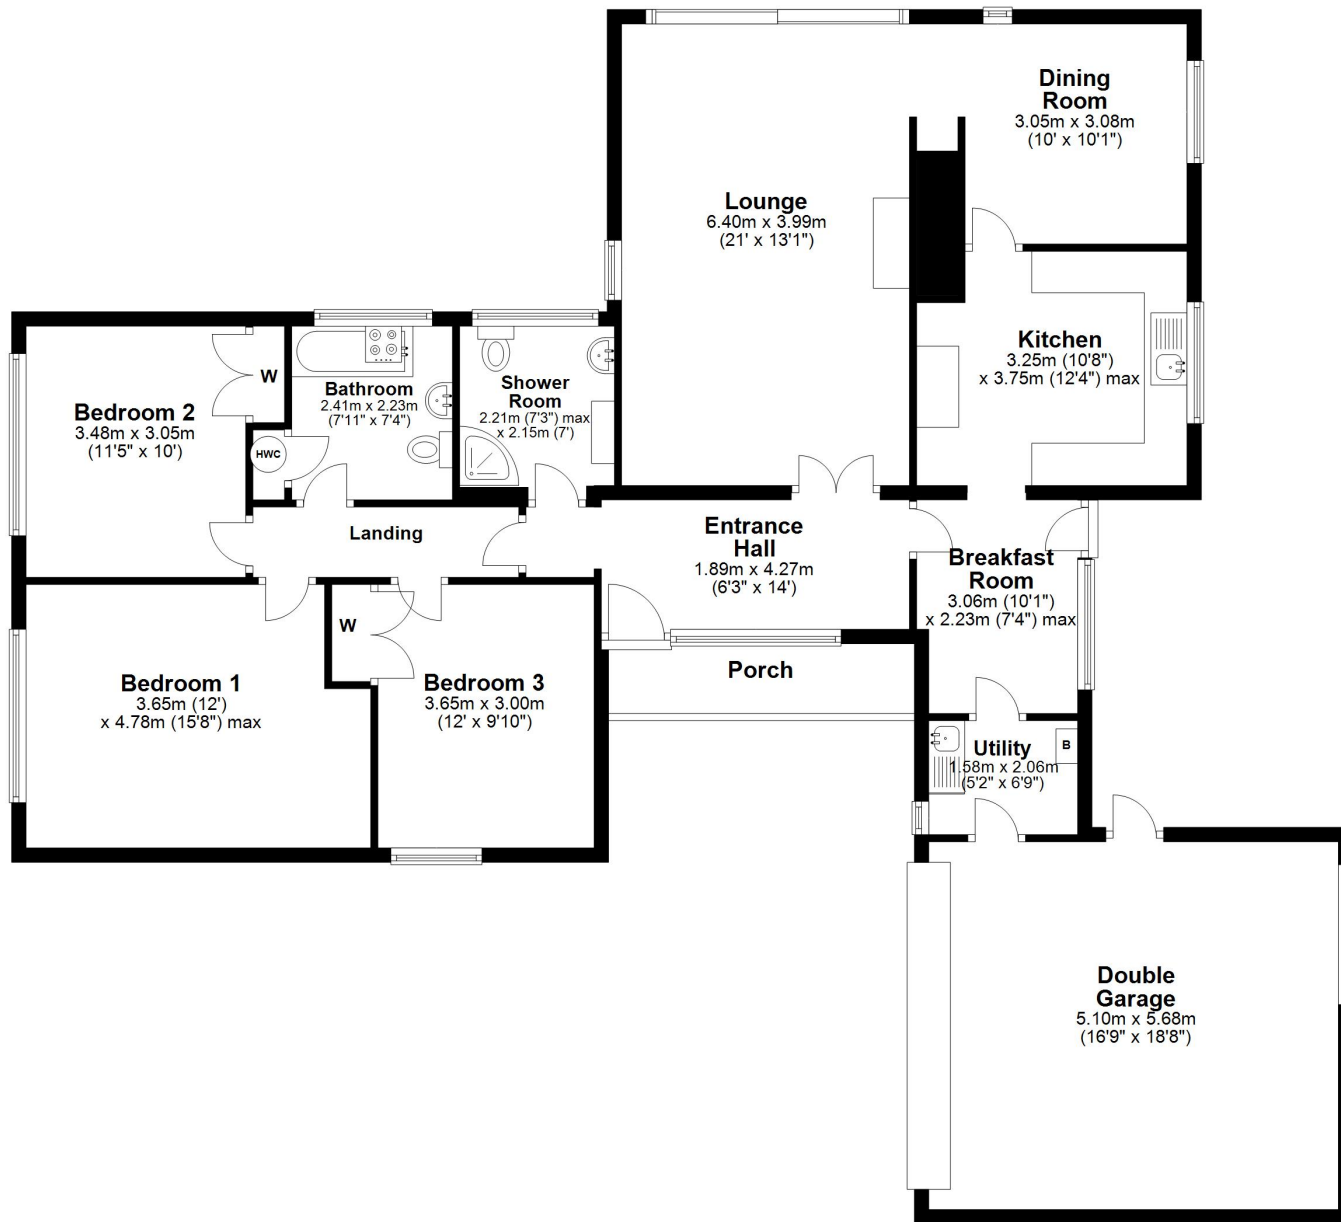 Dining
Room
3.05m x 3.08m
(10' x 10'1")
Lounge
6.40m x 3.99m
(21' x 13'1")
Kitchen
3.25m (10'8")
x 3.75m (12'4") max
Bedroom 2
3.48m x 3.05m
(11'5" x 10')
W
Bathroom
2.41m x 2.23m
(7'11" x 7'4")
HWC
Shower
Room
2.21m (7'3") max
x 2.15m (7')
Landing
Entrance
Hall
1.89m x 4.27m
(6'3" x 14')
Breakfast
Room
3.06m (10'1")
x 2.23m (7'4") max
Bedroom 1
3.65m (12')
x 4.78m (15'8") max
W
Bedroom 3
3.65m x 3.00m
(12' x 9'10")
Porch
Utility
1.58m x 2.06m
(5'2" x 6'9")
B
Double
Garage
5.10m x 5.68m
(16'9" x 18'8")